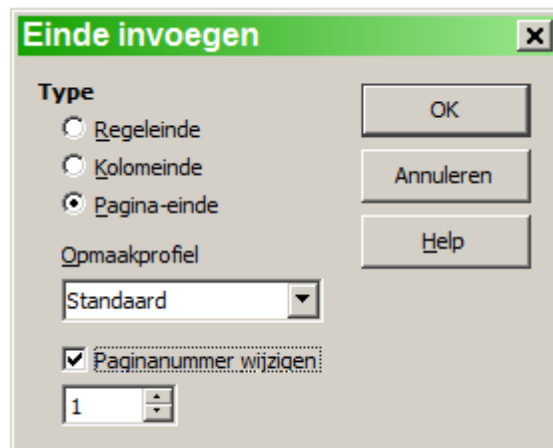 Einde invoegen
Type
Regeleinde
Kolomeinde
Pagina-einde
Opmaakprofiel
Standaard
Paginanummer wijzigen
1
OK
Annuleren
Help